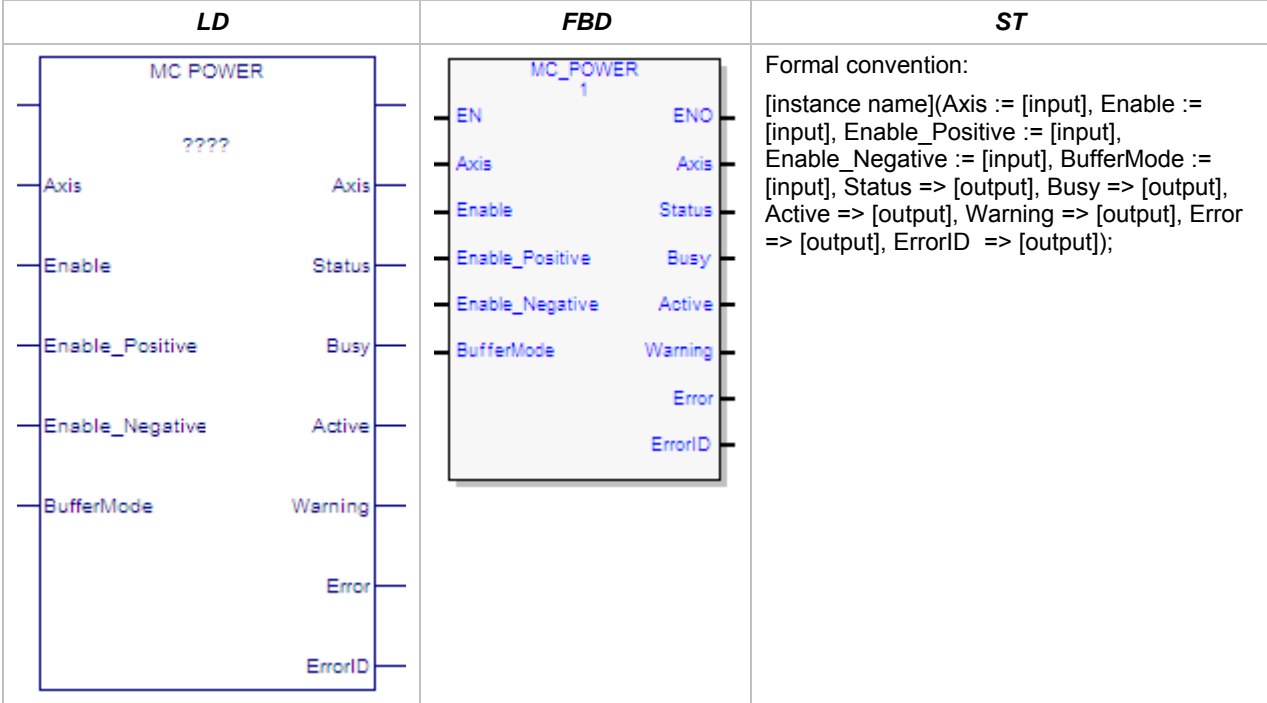 LD
FBD
ST
MC POWER
????
Axis Axis
Enable Status
Enable_Positive Busy
Enable_Negative Active
BufferMode Warning
Error
ErrorID
MC_POWER
1
EN ENO
Axis Axis
Enable Status
Enable_Positive Busy
Enable_Negative Active
BufferMode Warning
Error
ErrorID
Formal convention:
[instance name](Axis := [input], Enable :=
[input], Enable_Positive := [input],
Enable_Negative := [input], BufferMode :=
[input], Status => [output], Busy => [output],
Active => [output], Warning => [output], Error
=> [output], ErrorID => [output]);